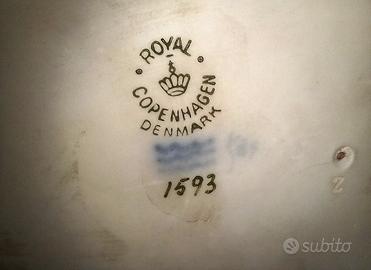 ROYAL
COPENHAGEN
DENMARK
1593
Z
subito